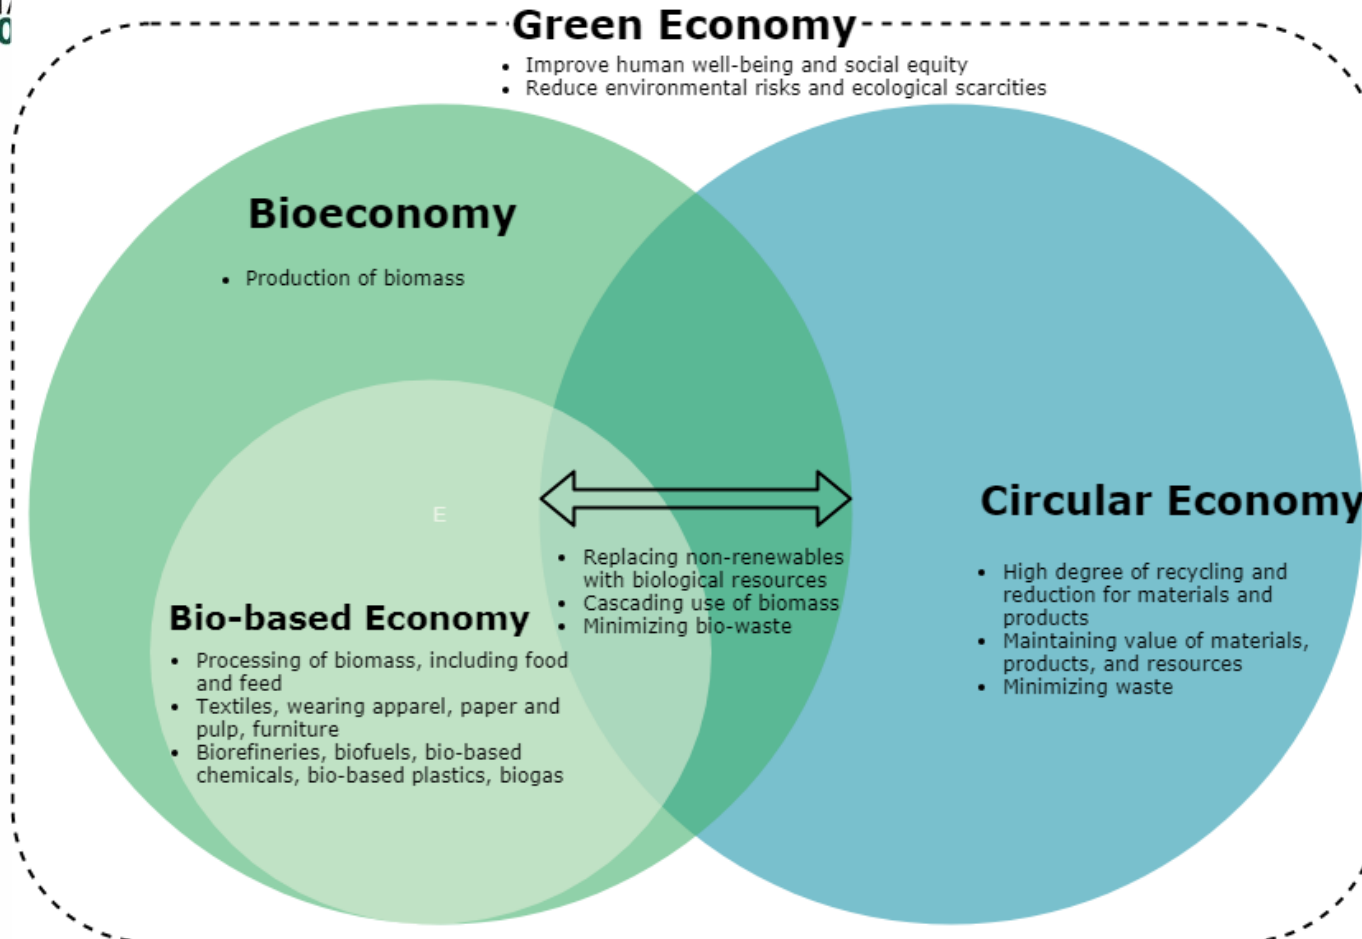 Green Economy
• Improve human well-being and social equity
• Reduce environmental risks and ecological scarcities
Bioeconomy
• Production of biomass
E
Bio-based Economy
• Processing of biomass, including food
and feed
• Textiles, wearing apparel, paper and
pulp, furniture
• Biorefineries, biofuels, bio-based
chemicals, bio-based plastics, biogas
• Replacing non-renewables
with biological resources
• Cascading use of biomass
• Minimizing bio-waste
Circular Economy
• High degree of recycling and
reduction for materials and
products
• Maintaining value of materials,
products, and resources
• Minimizing waste